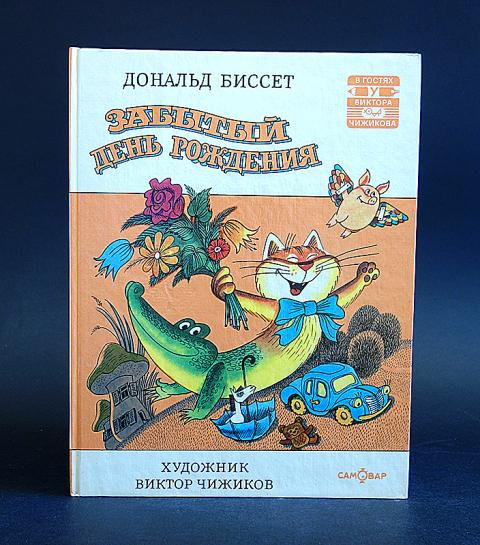 ДОНАЛЬД БИССЕТ
В ГОСТЯХ
У
ВИКТОРА
ЧИЖИКОВА
ЗАБЫТЫЙ
ДЕНЬ РОЖДЕНИЯ
ХУДОЖНИК
ВИКТОР ЧИЖИКОВ
САМОВАР